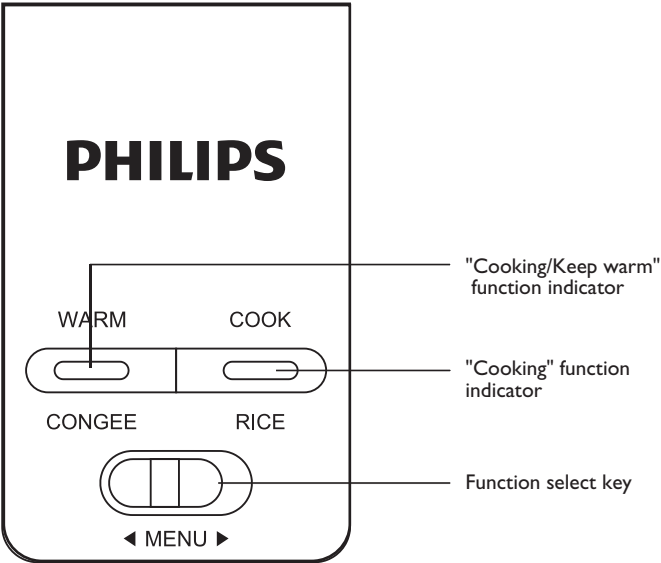 PHILIPS
"Cooking/Keep warm"
function indicator
WARM COOK
"Cooking" function
indicator
CONGEE RICE
Function select key
◀ MENU ▶